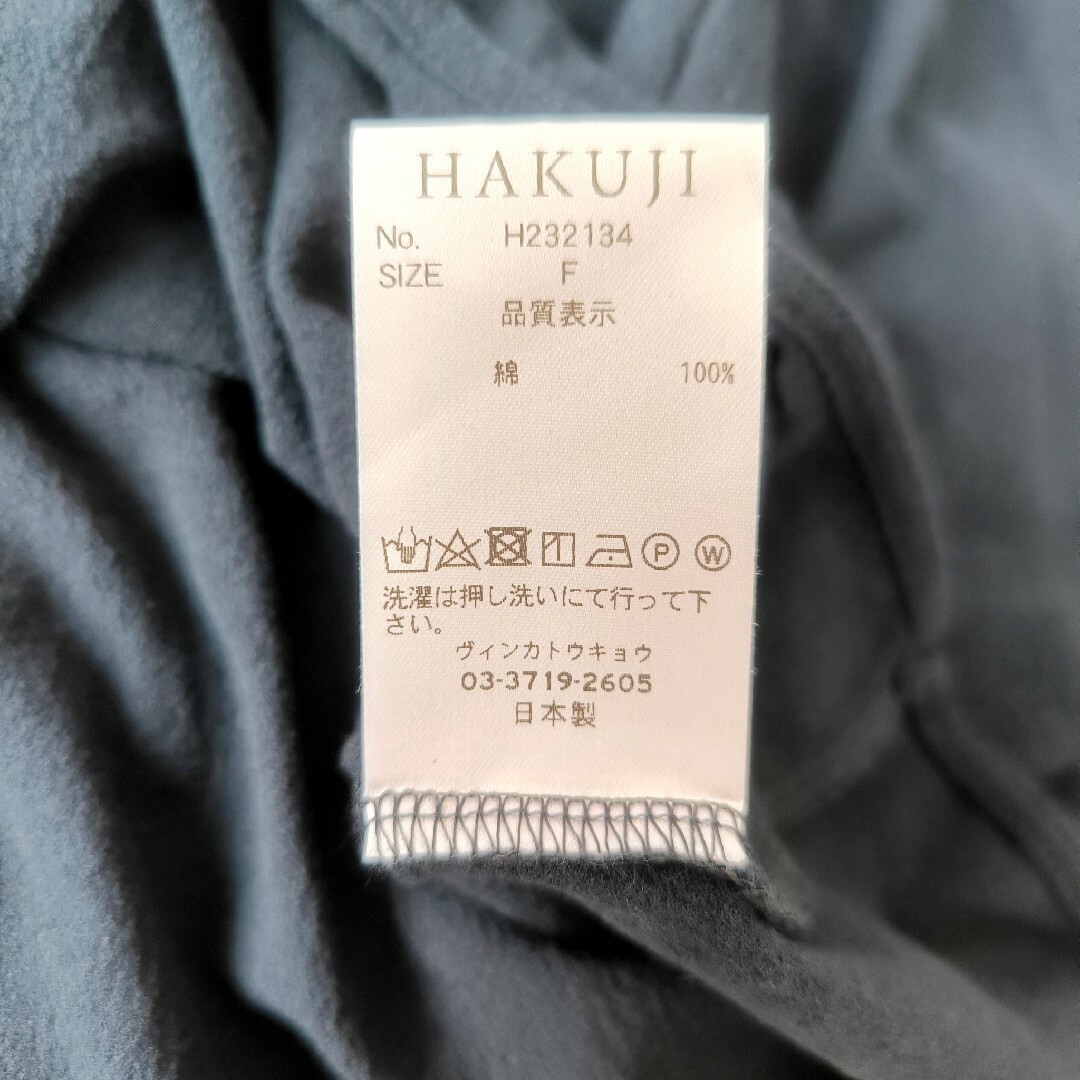 HAKUJI
No. H232134
SIZE F
品質表示
綿 100%
P W
洗濯は押し洗いにて行って下
さい。
ヴィンカトウキョウ
03-3719-2605
日本製